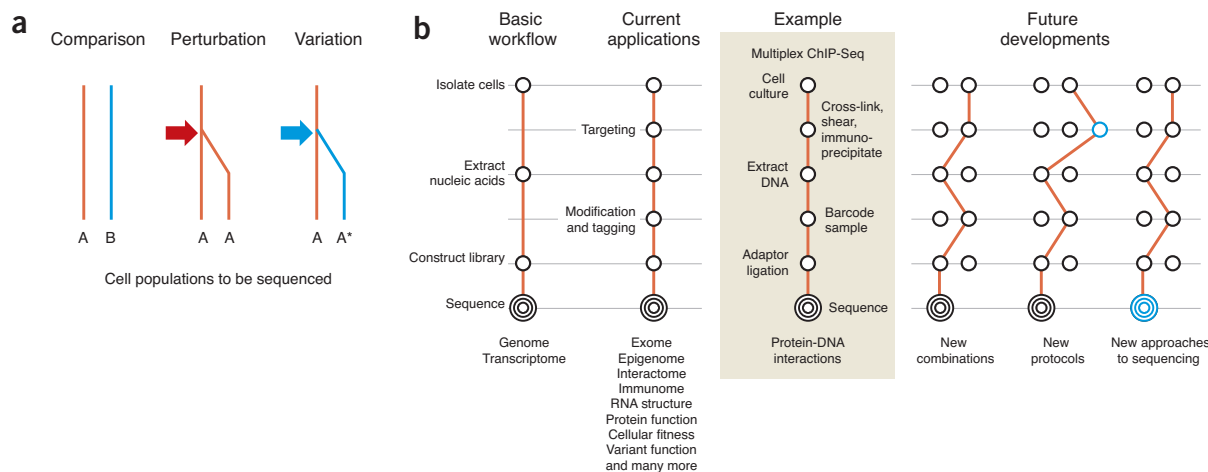 a
Comparison
Perturbation
Variation
A
B
A
A
A
A*
Cell populations to be sequenced
b
Basic
workflow
Current
applications
Example
Future
developments
Multiplex ChIP-Seq
Isolate cells
Cell
culture
Targeting
Cross-link,
shear,
immuno-
precipitate
Extract
nucleic acids
Extract
DNA
Modification
and tagging
Barcode
sample
Construct library
Adaptor
ligation
Sequence
Sequence
Genome
Transcriptome
Exome
Epigenome
Interactome
Immunome
RNA structure
Protein function
Cellular fitness
Variant function
and many more
Protein-DNA
interactions
New
combinations
New
protocols
New approaches
to sequencing